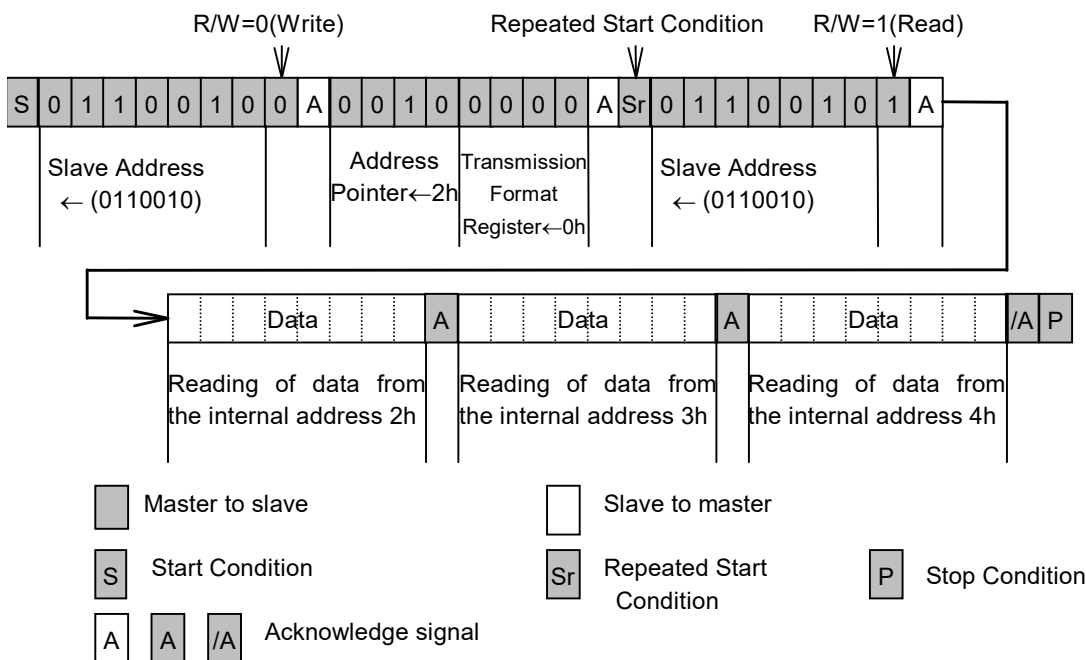 R/W=0(Write) Repeated Start Condition R/W=1(Read)
S 0 1 1 0 0 1 0 0 A 0 0 1 0 0 0 0 0 A Sr 0 1 1 0 0 1 0 1 A
Slave Address
← (0110010)
Address
Pointer←2h
Transmission
Format
Register←0h
Slave Address
← (0110010)
Data A Data A Data /A P
Reading of data from
the internal address 2h
Reading of data from
the internal address 3h
Reading of data from
the internal address 4h
Master to slave
Slave to master
S Start Condition
Sr Repeated Start
Condition
P Stop Condition
A A /A Acknowledge signal